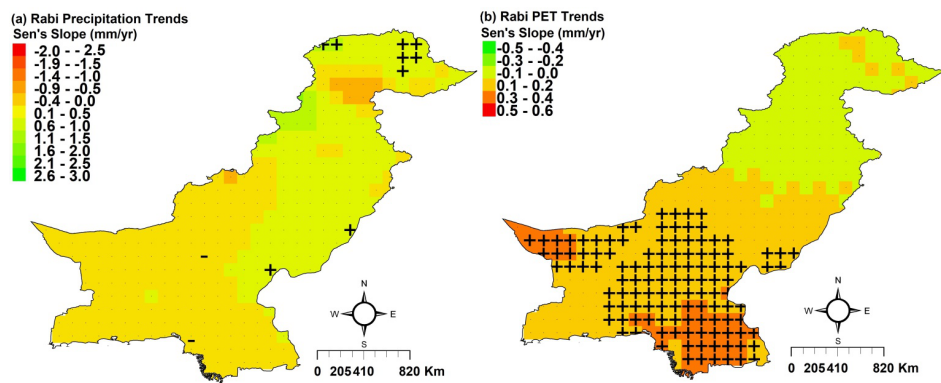 (a) Rabi Precipitation Trends
Sen's Slope (mm/yr)
-2.0 - - 2.5
-1.9 - -1.5
-1.4 - -1.0
-0.9 - -0.5
-0.4 - 0.0
0.1 - 0.5
0.6 - 1.0
1.1 - 1.5
1.6 - 2.0
2.1 - 2.5
2.6 - 3.0
N
W
E
S
0 205 410 820 Km
(b) Rabi PET Trends
Sen's Slope (mm/yr)
-0.5 - -0.4
-0.3 - -0.2
-0.1 - 0.0
0.1 - 0.2
0.3 - 0.4
0.5 - 0.6
N
W
E
S
0 205 410 820 Km